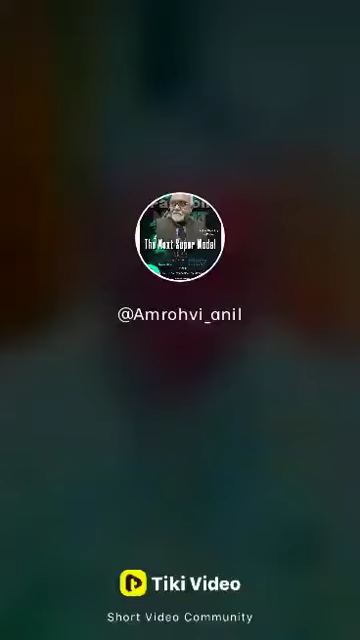 The Next Super Model
@Amrohvi_anil
Tiki Video
Short Video Community